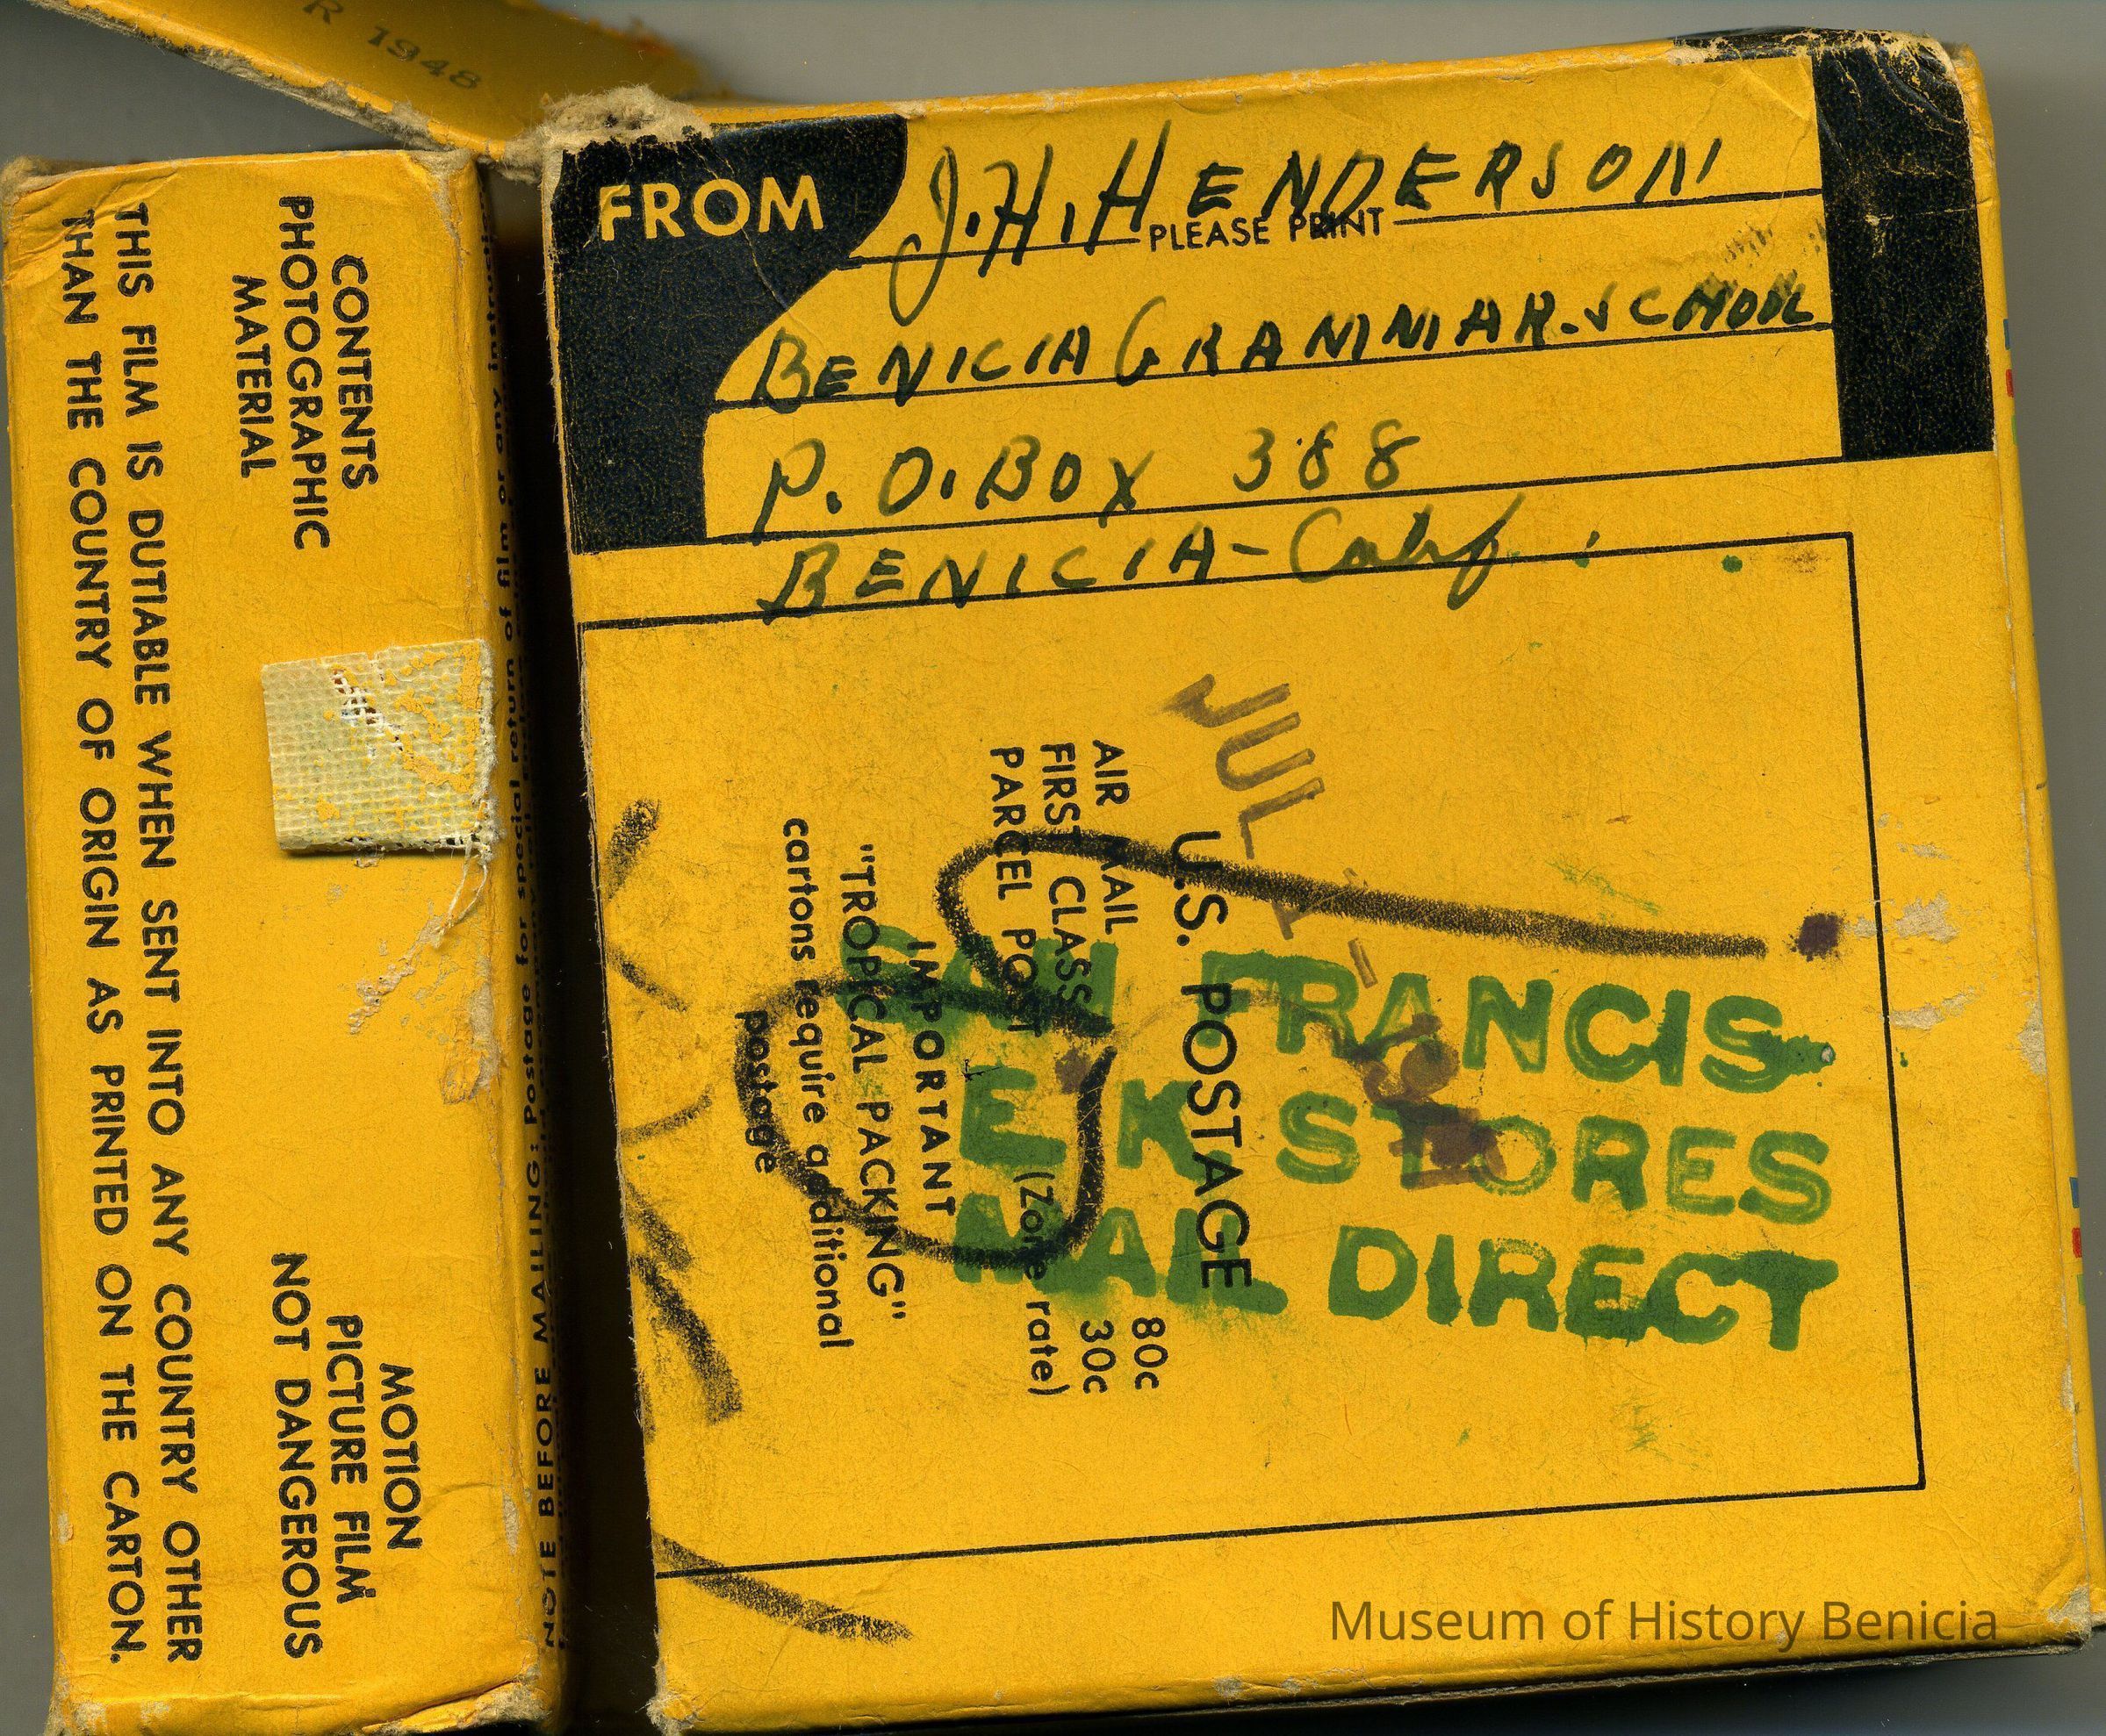 R 1948
CONTENTS
PHOTOGRAPHIC
MATERIAL
MOTION
PICTURE FILM
NOT DANGEROUS
THIS FILM IS DUTIABLE WHEN SENT INTO ANY COUNTRY OTHER
THAN THE COUNTRY OF ORIGIN AS PRINTED ON THE CARTON.
NOTE BEFORE MAILING: Postage for special return of film or any
FROM
J. H. HENDERSON
PLEASE PRINT
BENICIA GRAMMAR. SCHOOL
P. O. BOX 388
BENICIA - Calif.
JUL
U.S. POSTAGE
AIR MAIL 80c
FIRST CLASS 30c
PARCEL POST (Zone rate)
IMPORTANT
"TROPICAL PACKING"
cartons require additional
postage
SAN FRANCIS
E K STORES
MAIL DIRECT
Museum of History Benicia